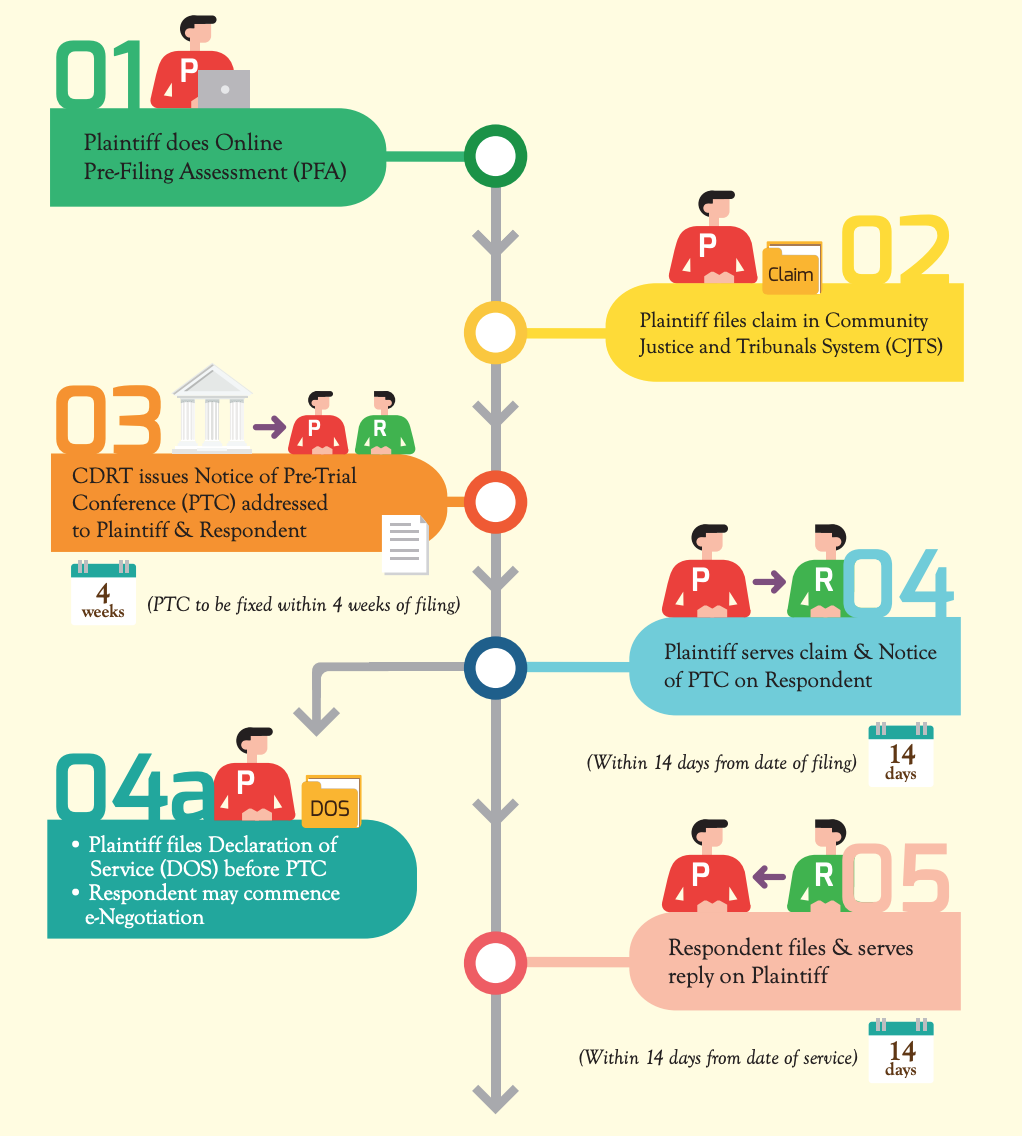 01
P
Plaintiff does Online
Pre-Filing Assessment (PFA)
P
Claim
02
Plaintiff files claim in Community
Justice and Tribunals System (CJTS)
03
P
R
CDRT issues Notice of Pre-Trial
Conference (PTC) addressed
to Plaintiff & Respondent
4
weeks
(PTC to be fixed within 4 weeks of filing)
P
R
04
Plaintiff serves claim & Notice
of PTC on Respondent
(Within 14 days from date of filing)
14
days
04a
P
DOS
• Plaintiff files Declaration of
Service (DOS) before PTC
• Respondent may commence
e-Negotiation
P
R
05
Respondent files & serves
reply on Plaintiff
(Within 14 days from date of service)
14
days